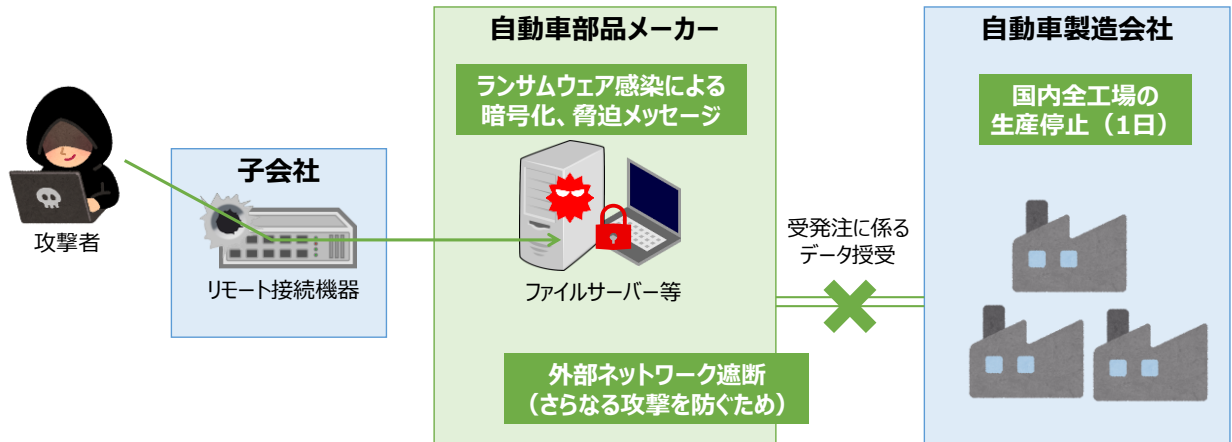 自動車部品メーカー
自動車製造会社
ランサムウェア感染による
暗号化、脅迫メッセージ
国内全工場の
生産停止（1日）
子会社
攻撃者
リモート接続機器
ファイルサーバー等
受発注に係る
データ授受
外部ネットワーク遮断
（さらなる攻撃を防ぐため）